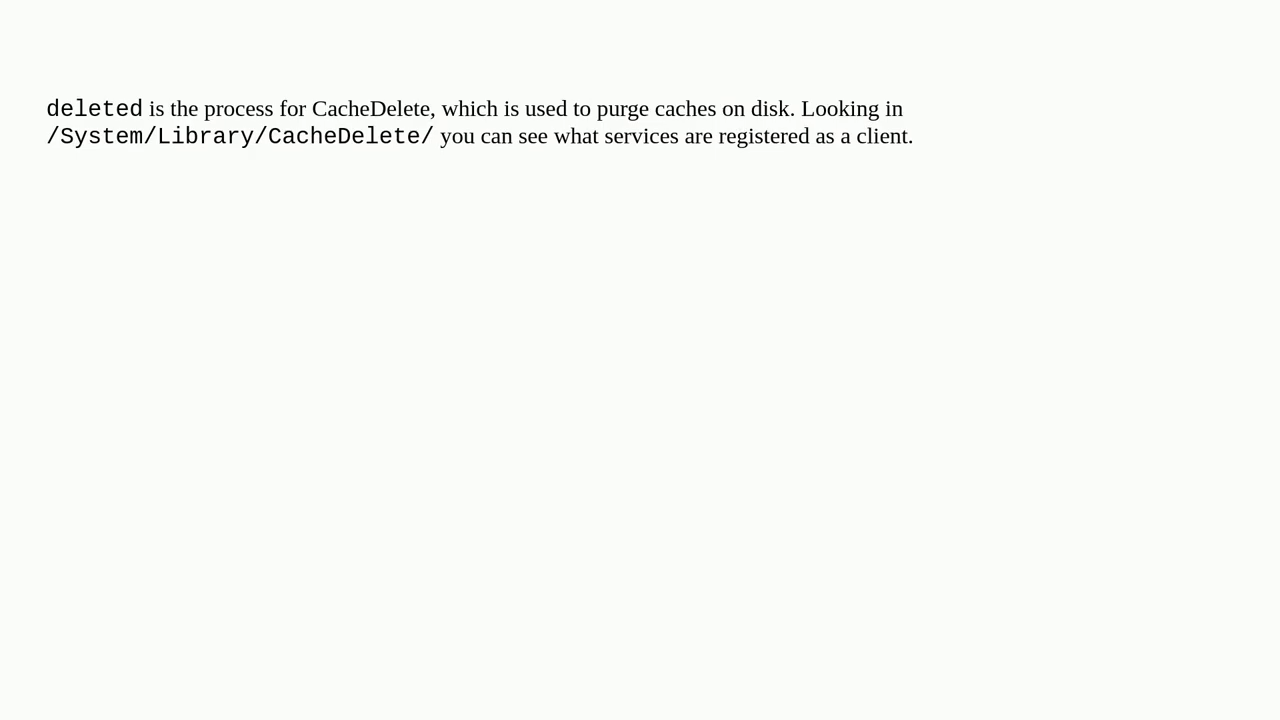 deleted is the process for CacheDelete, which is used to purge caches on disk. Looking in
/System/Library/CacheDelete/ you can see what services are registered as a client.